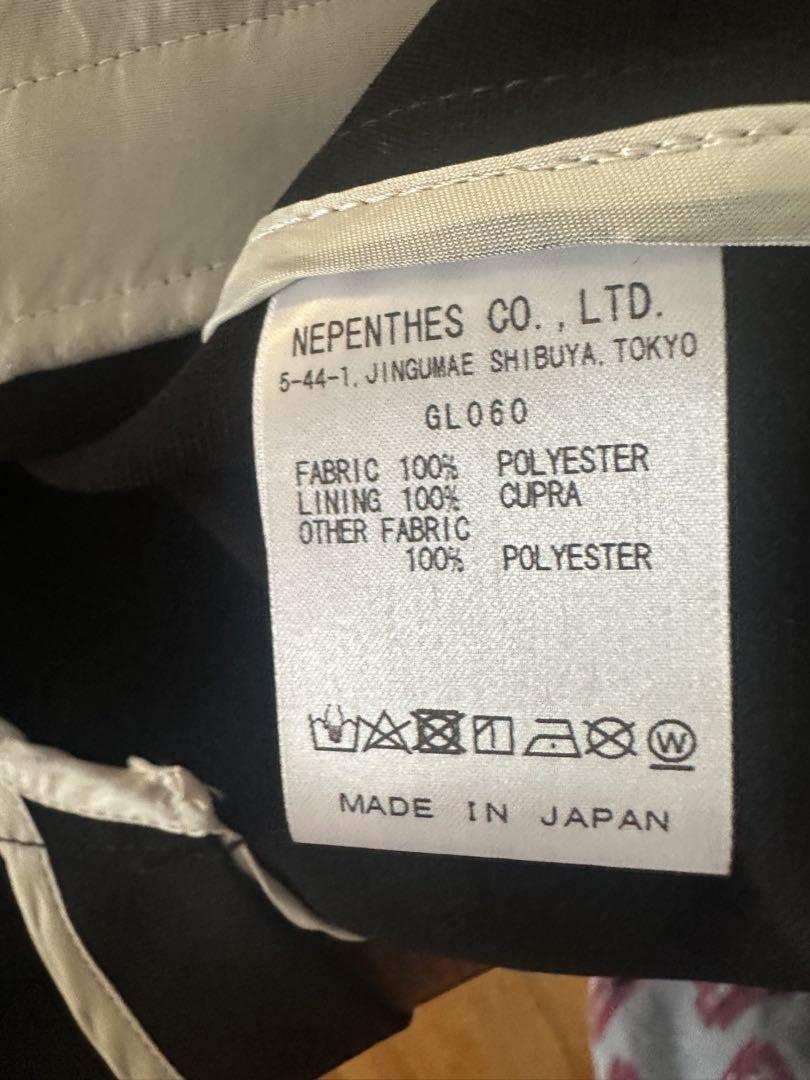 NEPENTHES CO., LTD.
5-44-1, JINGUMAE SHIBUYA, TOKYO
GL060
FABRIC 100% POLYESTER
LINING 100% CUPRA
OTHER FABRIC
100% POLYESTER
W
MADE IN JAPAN